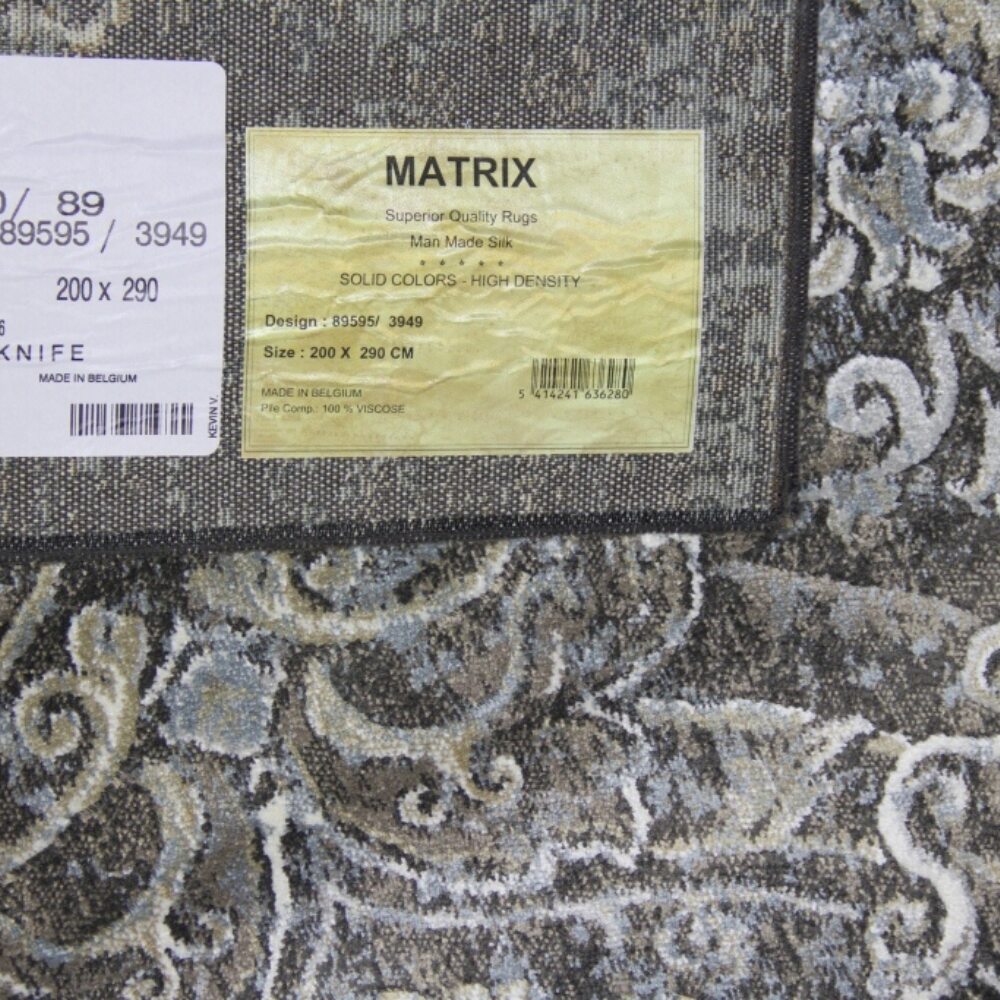 0/ 89
89595 / 3949
200 X 290
6
KNIFE
MADE IN BELGIUM
KEVIN V.
MATRIX
Superior Quality Rugs
Man Made Silk
SOLID COLORS - HIGH DENSITY
Design : 89595/ 3949
Size : 200 X 290 CM
MADE IN BELGIUM
Pile Comp.: 100 % VISCOSE
5 414241 636280